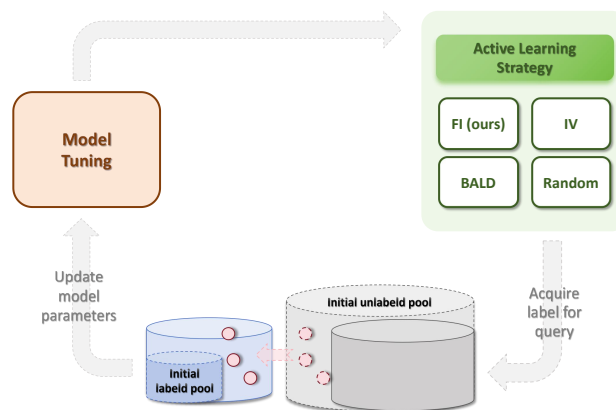 Active Learning
Strategy
FI (ours)
IV
BALD
Random
Model
Tuning
Update
model
parameters
Acquire
label for
query
Initial unlabeld pool
Initial
labeld pool